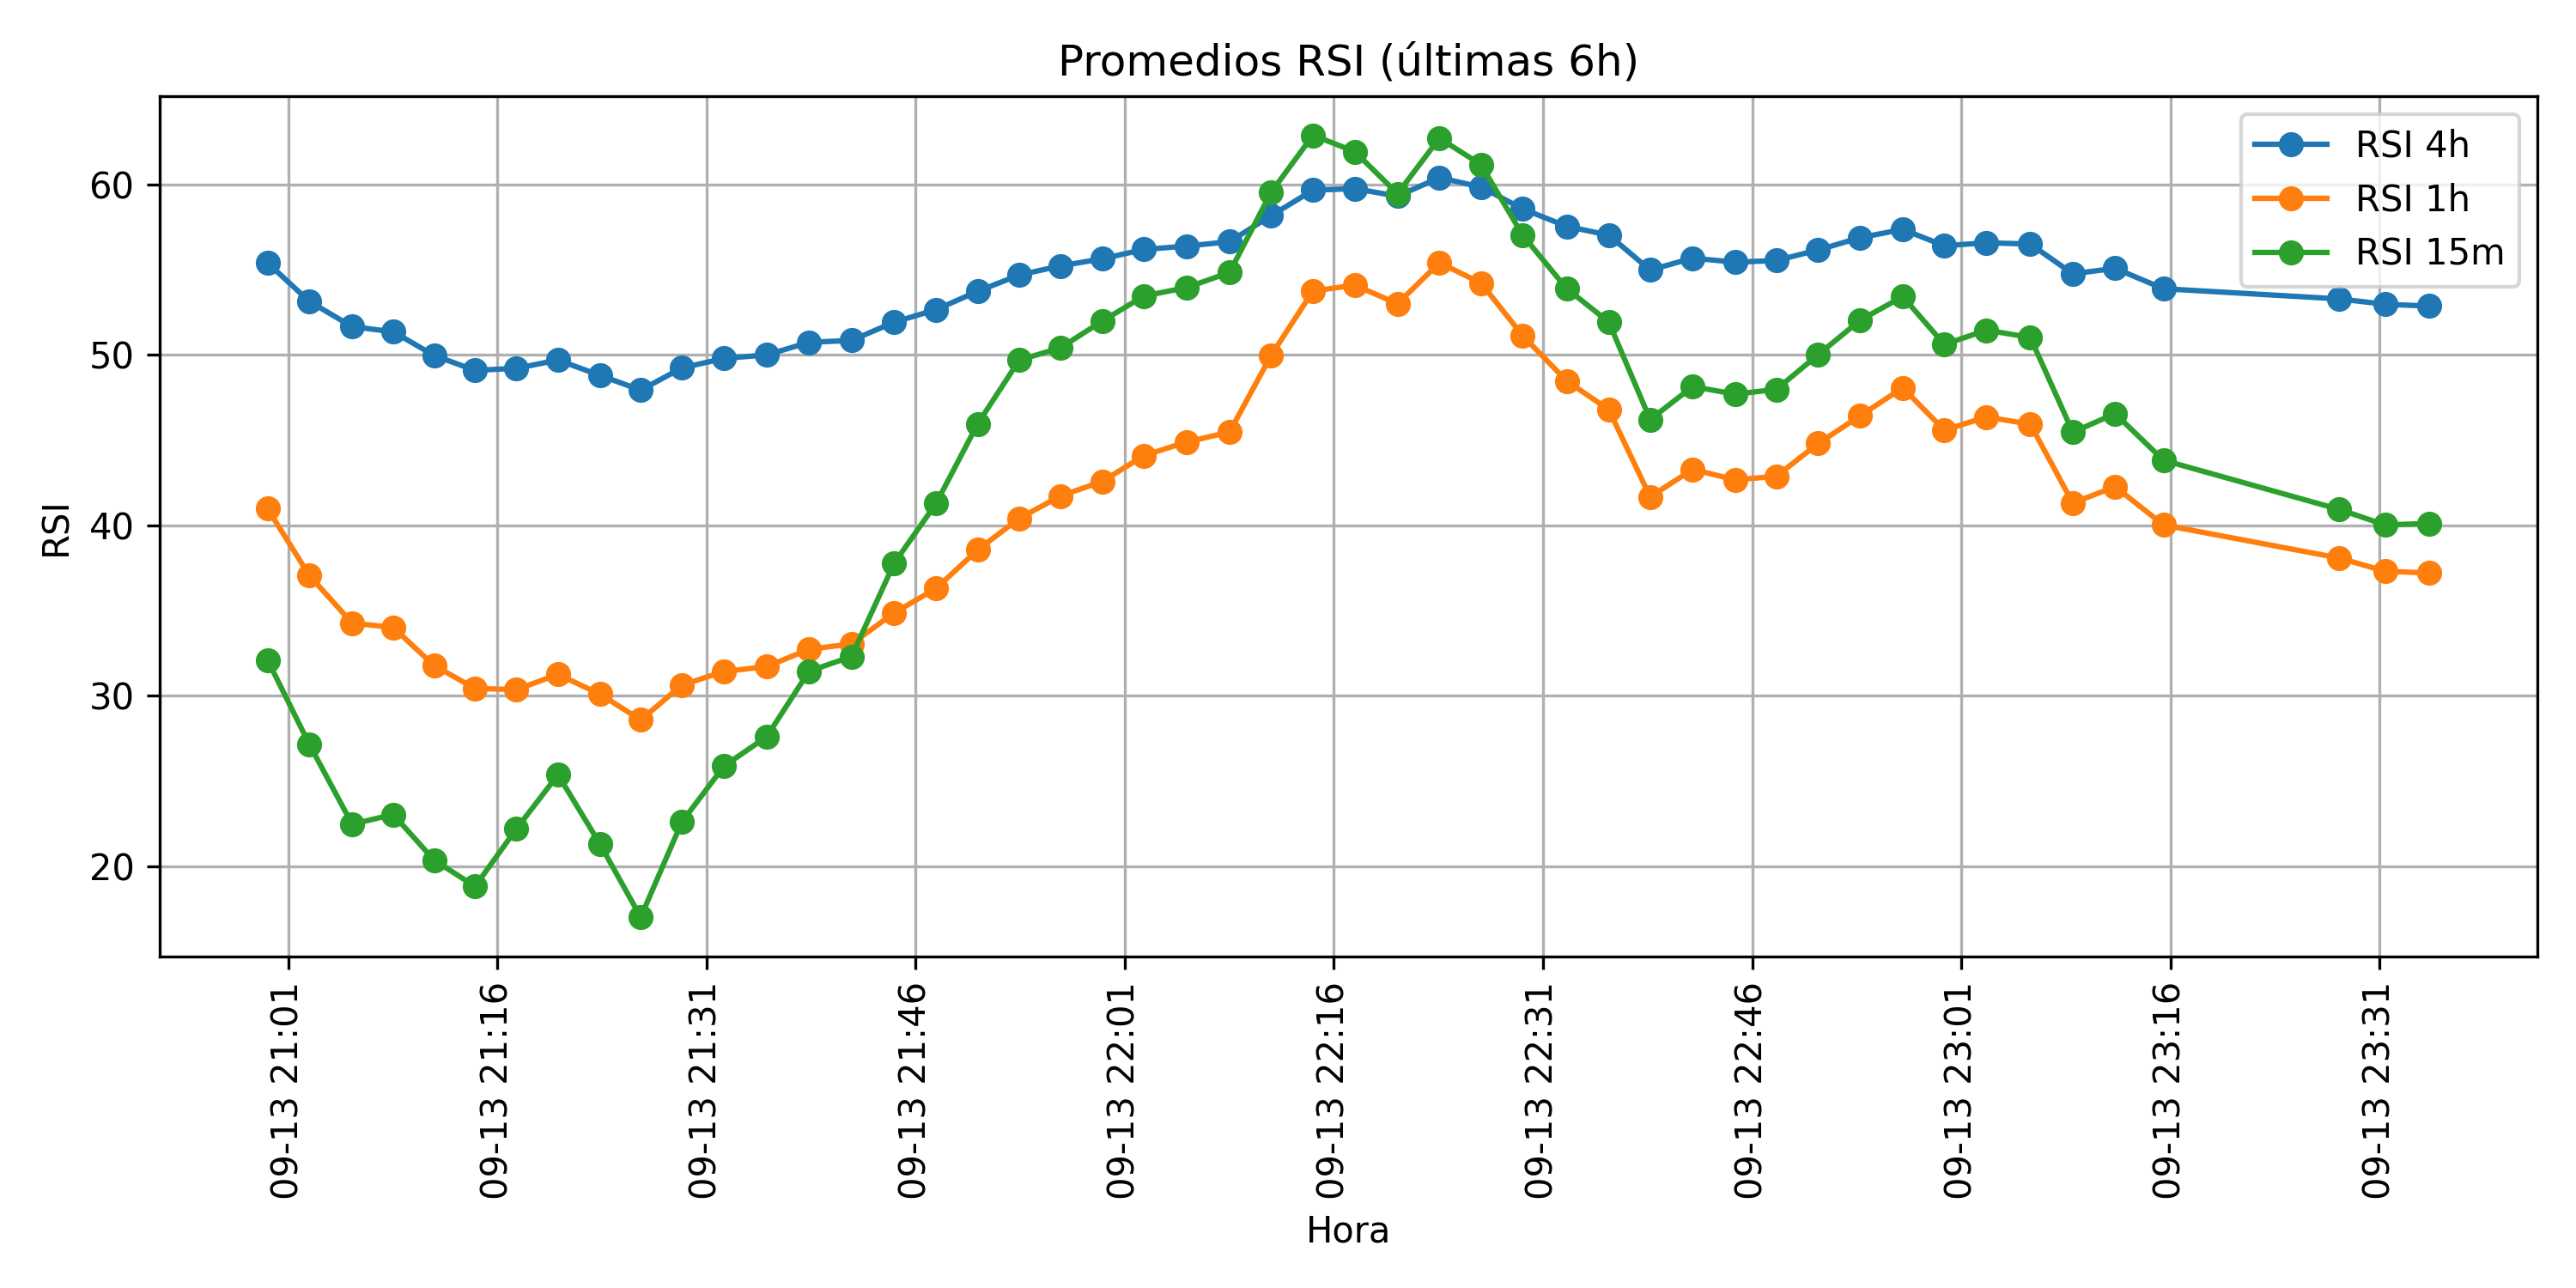 Promedios RSI (últimas 6h)
RSI 4h
RSI 1h
RSI 15m
RSI
60
50
40
30
20
09-13 21:01
09-13 21:16
09-13 21:31
09-13 21:46
09-13 22:01
09-13 22:16
09-13 22:31
09-13 22:46
09-13 23:01
09-13 23:16
09-13 23:31
Hora